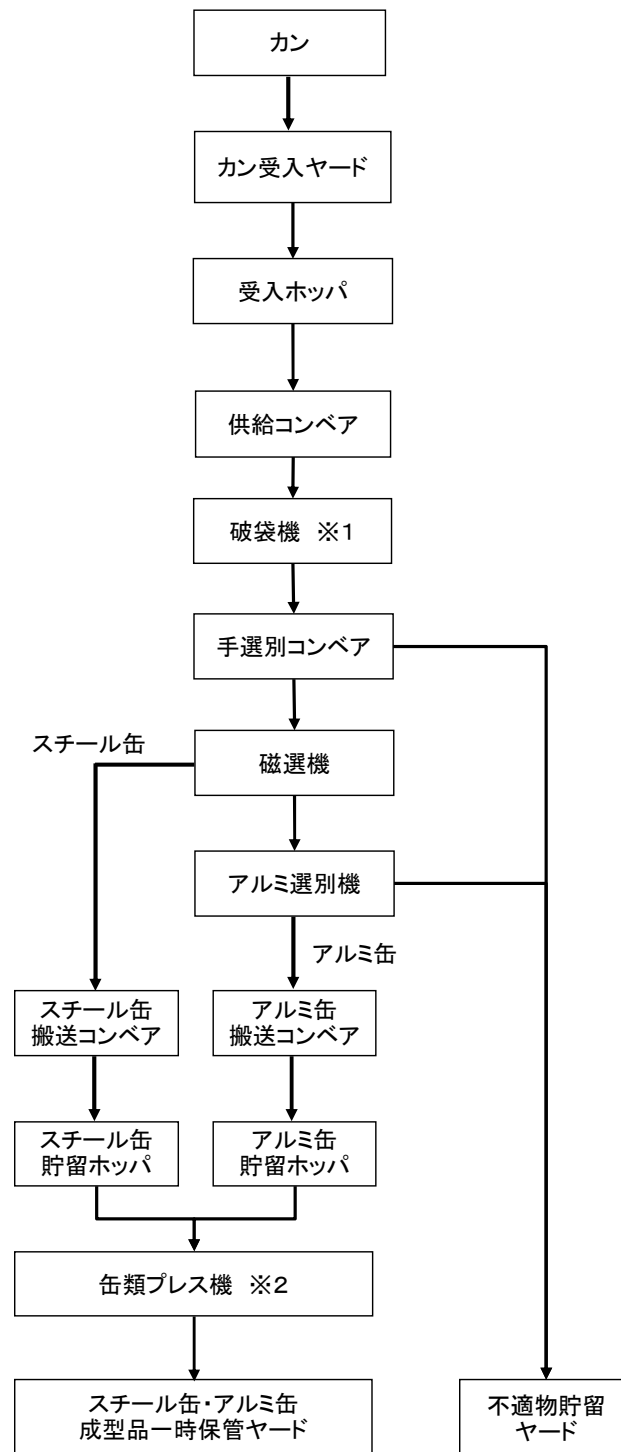 カン
カン受入ヤード
受入ホッパ
供給コンベア
破袋機 ※1
手選別コンベア
スチール缶
磁選機
アルミ選別機
アルミ缶
スチール缶
搬送コンベア
アルミ缶
搬送コンベア
スチール缶
貯留ホッパ
アルミ缶
貯留ホッパ
缶類プレス機 ※2
スチール缶・アルミ缶
成型品一時保管ヤード
不適物貯留
ヤード